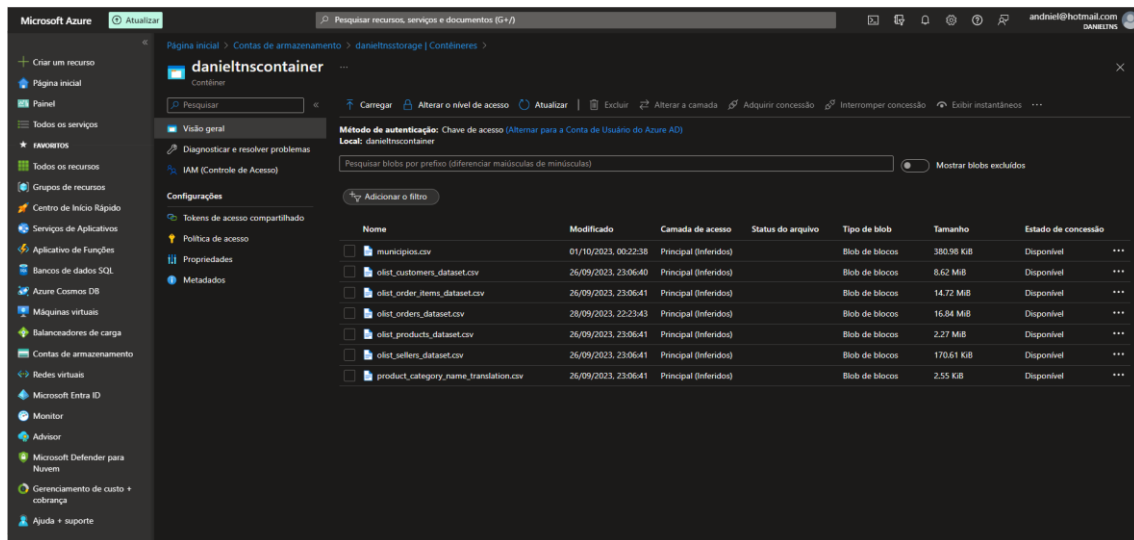 Microsoft Azure
Atualizar
Pesquisar recursos, serviços e documentos (G+/)
andniel@hotmail.com
DANIELTNS
Criar um recurso
Página inicial
Painel
Todos os serviços
FAVORITOS
Todos os recursos
Grupos de recursos
Centro de Início Rápido
Serviços de Aplicativos
Aplicativo de Funções
Bancos de dados SQL
Azure Cosmos DB
Máquinas virtuais
Balanceadores de carga
Contas de armazenamento
Redes virtuais
Microsoft Entra ID
Monitor
Advisor
Microsoft Defender para
Nuvem
Gerenciamento de custo +
cobrança
Ajuda + suporte
Página inicial > Contas de armazenamento > danieltnsstorage | Contêineres >
danieltnscontainer ...
Contêiner
Pesquisar
Visão geral
Diagnosticar e resolver problemas
IAM (Controle de Acesso)
Configurações
Tokens de acesso compartilhado
Política de acesso
Propriedades
Metadados
Carregar Alterar o nível de acesso Atualizar | Excluir Alterar a camada Adquirir concessão Interromper concessão Exibir instantâneos ...
Método de autenticação: Chave de acesso (Alternar para a Conta de Usuário do Azure AD)
Local: danieltnscontainer
Pesquisar blobs por prefixo (diferenciar maiúsculas de minúsculas)
Mostrar blobs excluídos
Adicionar o filtro
Nome Modificado Camada de acesso Status do arquivo Tipo de blob Tamanho Estado de concessão
municipios.csv 01/10/2023, 00:22:38 Principal (Inferidos) Blob de blocos 380.98 KiB Disponível ...
olist_customers_dataset.csv 26/09/2023, 23:06:40 Principal (Inferidos) Blob de blocos 8.62 MiB Disponível ...
olist_order_items_dataset.csv 26/09/2023, 23:06:41 Principal (Inferidos) Blob de blocos 14.72 MiB Disponível ...
olist_orders_dataset.csv 28/09/2023, 22:23:43 Principal (Inferidos) Blob de blocos 16.84 MiB Disponível ...
olist_products_dataset.csv 26/09/2023, 23:06:41 Principal (Inferidos) Blob de blocos 2.27 MiB Disponível ...
olist_sellers_dataset.csv 26/09/2023, 23:06:41 Principal (Inferidos) Blob de blocos 170.61 KiB Disponível ...
product_category_name_translation.csv 26/09/2023, 23:06:41 Principal (Inferidos) Blob de blocos 2.55 KiB Disponível ...